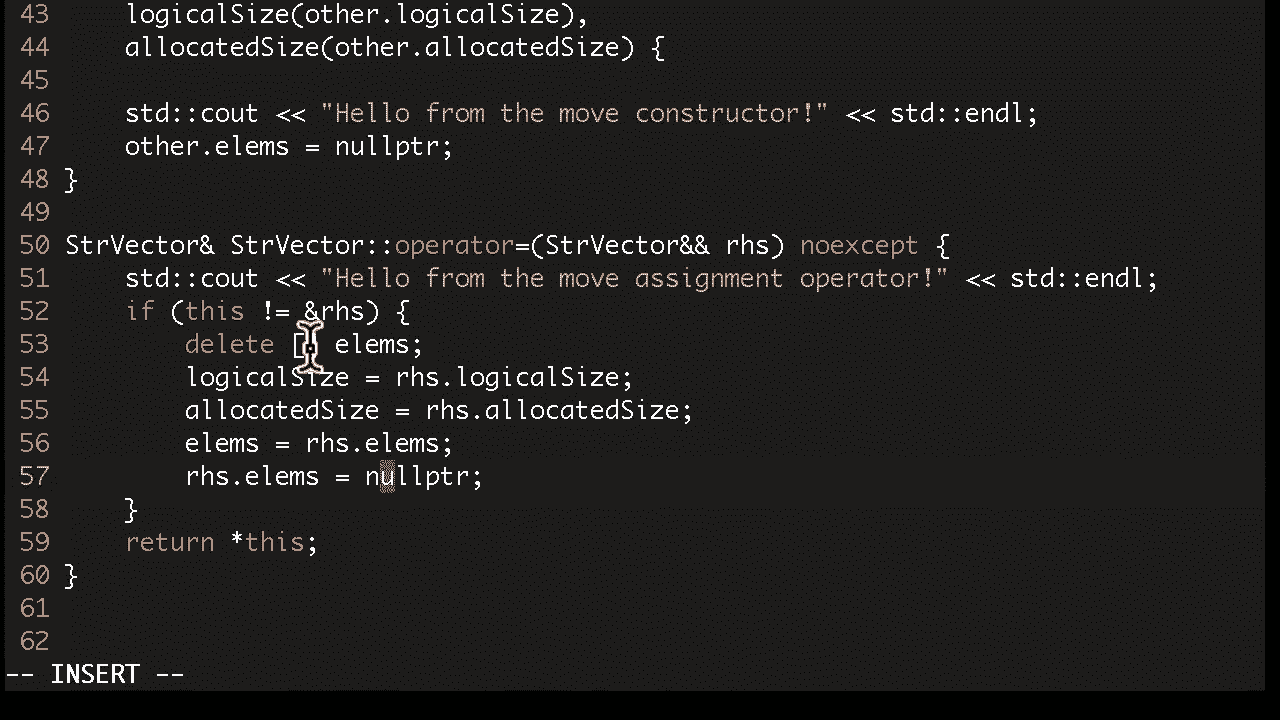 43 logicalSize(other.logicalSize),
44 allocatedSize(other.allocatedSize) {
45
46 std::cout << "Hello from the move constructor!" << std::endl;
47 other.elems = nullptr;
48 }
49
50 StrVector& StrVector::operator=(StrVector&& rhs) noexcept {
51 std::cout << "Hello from the move assignment operator!" << std::endl;
52 if (this != &rhs) {
53 delete [] elems;
54 logicalSize = rhs.logicalSize;
55 allocatedSize = rhs.allocatedSize;
56 elems = rhs.elems;
57 rhs.elems = nullptr;
58 }
59 return *this;
60 }
61
62
-- INSERT --